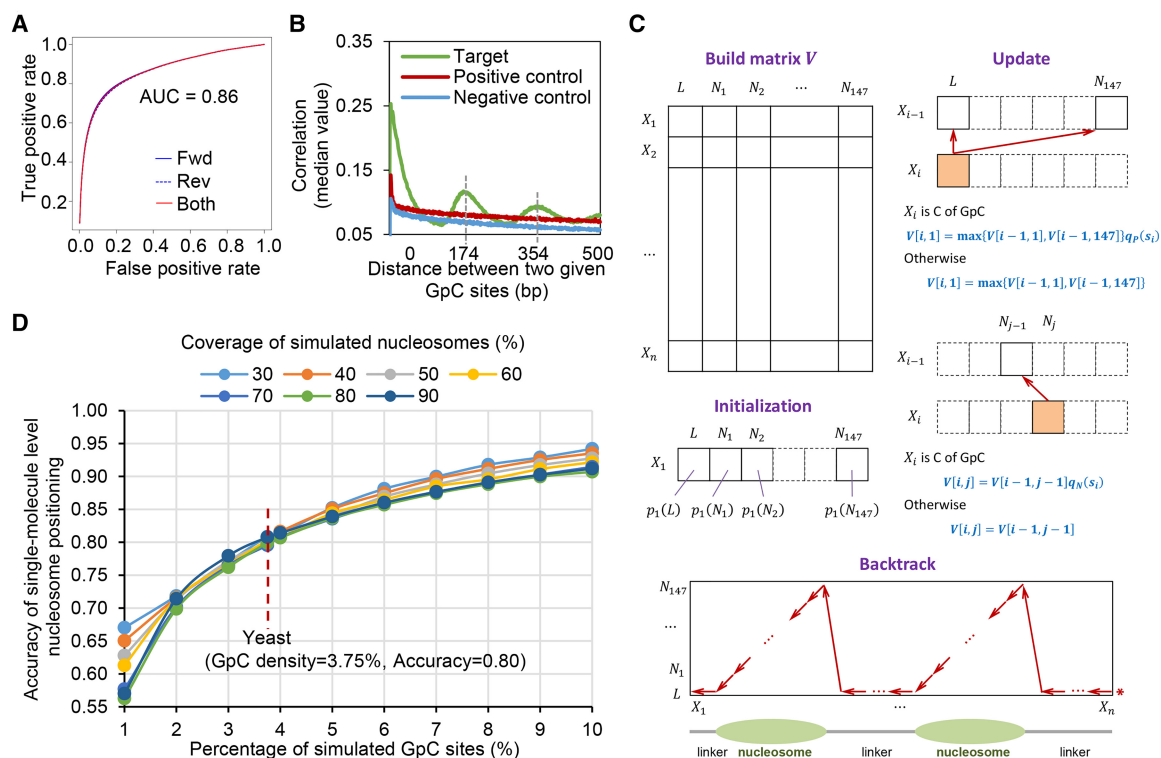 A
True positive rate
1.0
0.8
0.6
0.4
0.2
AUC = 0.86
Fwd
Rev
Both
0.0 0.2 0.4 0.6 0.8 1.0
False positive rate
B
Correlation
(median value)
0.35
0.25
0.15
0.05
Target
Positive control
Negative control
0 174 354 500
Distance between two given
GpC sites (bp)
C
Build matrix V
L N₁ N₂ ⋯ N₁₄₇
X₁
X₂
...
Xₙ
Initialization
L N₁ N₂ N₁₄₇
X₁
p₁(L) p₁(N₁) p₁(N₂) p₁(N₁₄₇)
Update
L N₁₄₇
Xᵢ₋₁
Xᵢ
Xᵢ is C of GpC
V[i, 1] = max{V[i − 1, 1], V[i − 1, 147]}q_P(sᵢ)
Otherwise
V[i, 1] = max{V[i − 1, 1], V[i − 1, 147]}
Nⱼ₋₁ Nⱼ
Xᵢ₋₁
Xᵢ
Xᵢ is C of GpC
V[i, j] = V[i − 1, j − 1]q_N(sᵢ)
Otherwise
V[i, j] = V[i − 1, j − 1]
Backtrack
N₁₄₇
...
N₁
L
... ...
... ... *
X₁ ... Xₙ
linker nucleosome linker nucleosome linker
D
Coverage of simulated nucleosomes (%)
30 40 50 60
70 80 90
Accuracy of single-molecule level
nucleosome positioning
1.00
0.95
0.90
0.85
0.80
0.75
0.70
0.65
0.60
0.55
Yeast
(GpC density=3.75%, Accuracy=0.80)
1 2 3 4 5 6 7 8 9 10
Percentage of simulated GpC sites (%)